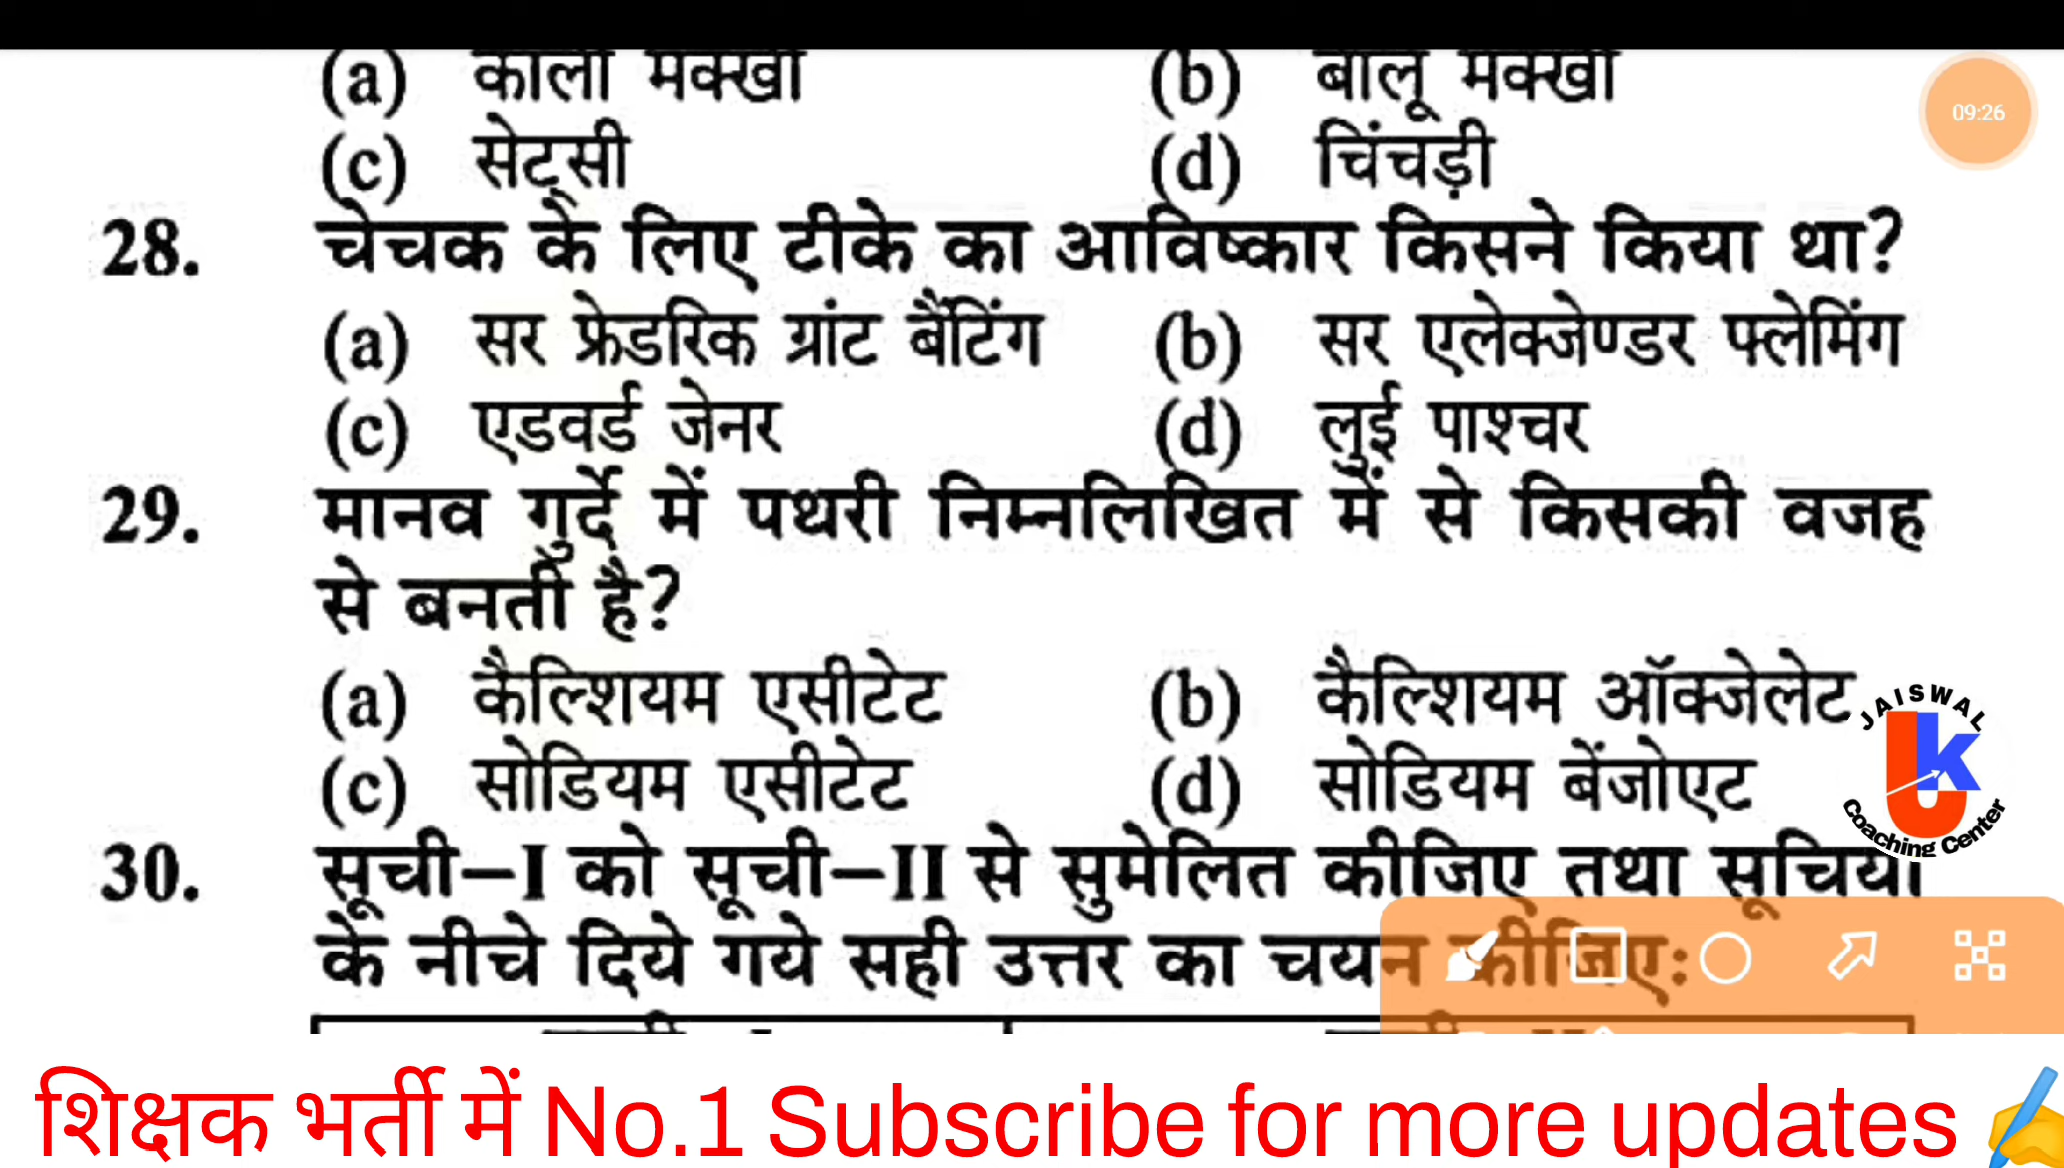 (a) काली मक्खी (b) बालू मक्खी
09:26
(c) सेट्सी (d) चिंचड़ी
28. चेचक के लिए टीके का आविष्कार किसने किया था?
(a) सर फ्रेडरिक ग्रांट बैंटिंग (b) सर एलेक्जेण्डर फ्लेमिंग
(c) एडवर्ड जेनर (d) लुई पाश्चर
29. मानव गुर्दे में पथरी निम्नलिखित में से किसकी वजह
से बनती है?
(a) कैल्शियम एसीटेट (b) कैल्शियम ऑक्जेलेट
(c) सोडियम एसीटेट (d) सोडियम बेंजोएट
JAISWAL
UK
Coaching Center
30. सूची–I को सूची–II से सुमेलित कीजिए तथा सूचियों
के नीचे दिये गये सही उत्तर का चयन कीजिए:
शिक्षक भर्ती में No.1 Subscribe for more updates